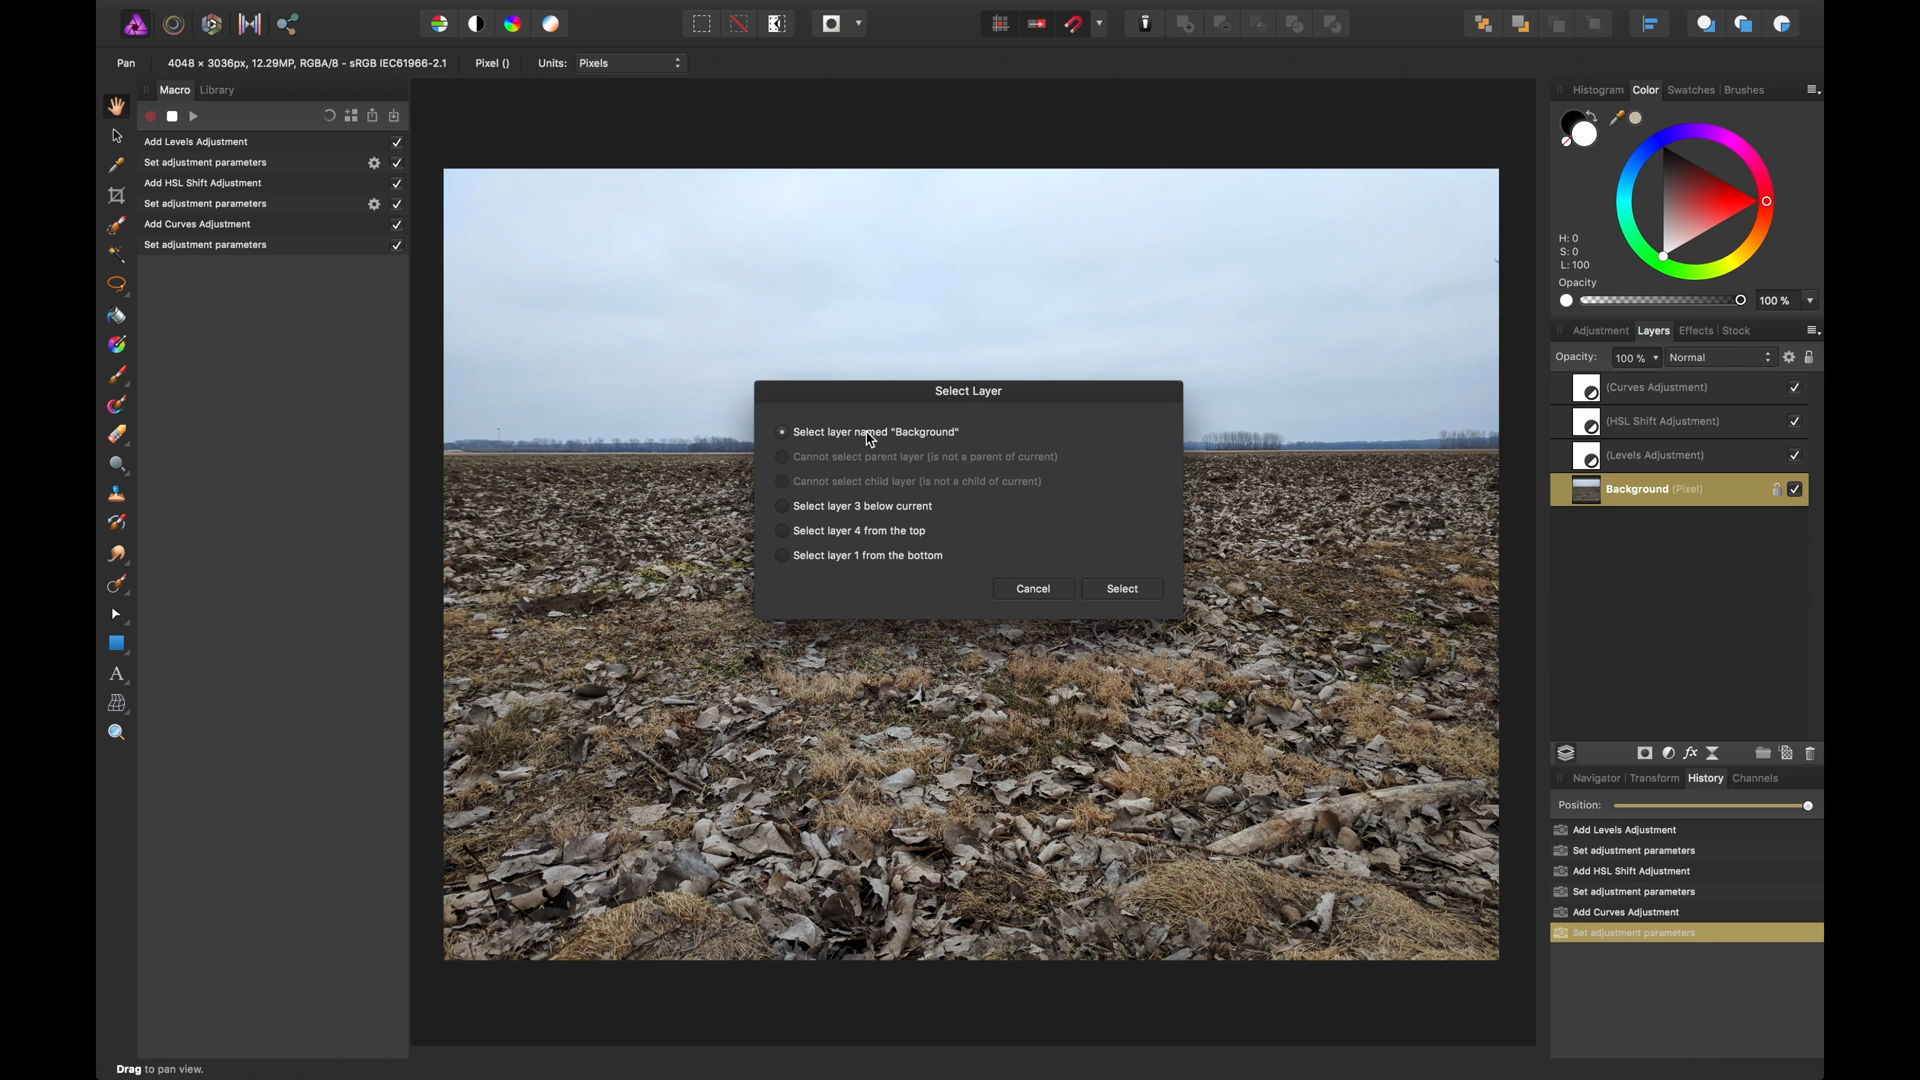 Pan
4048 × 3036px, 12.29MP, RGBA/8 - sRGB IEC61966-2.1
Pixel ()
Units: Pixels
Macro Library
Add Levels Adjustment
Set adjustment parameters
Add HSL Shift Adjustment
Set adjustment parameters
Add Curves Adjustment
Set adjustment parameters
Select Layer
Select layer named "Background"
Cannot select parent layer (is not a parent of current)
Cannot select child layer (is not a child of current)
Select layer 3 below current
Select layer 4 from the top
Select layer 1 from the bottom
Cancel Select
Histogram Color Swatches Brushes
H: 0
S: 0
L: 100
Opacity
100 %
Adjustment Layers Effects Stock
Opacity: 100 % Normal
(Curves Adjustment)
(HSL Shift Adjustment)
(Levels Adjustment)
Background (Pixel)
fx
Navigator Transform History Channels
Position:
Add Levels Adjustment
Set adjustment parameters
Add HSL Shift Adjustment
Set adjustment parameters
Add Curves Adjustment
Set adjustment parameters
A
Drag to pan view.